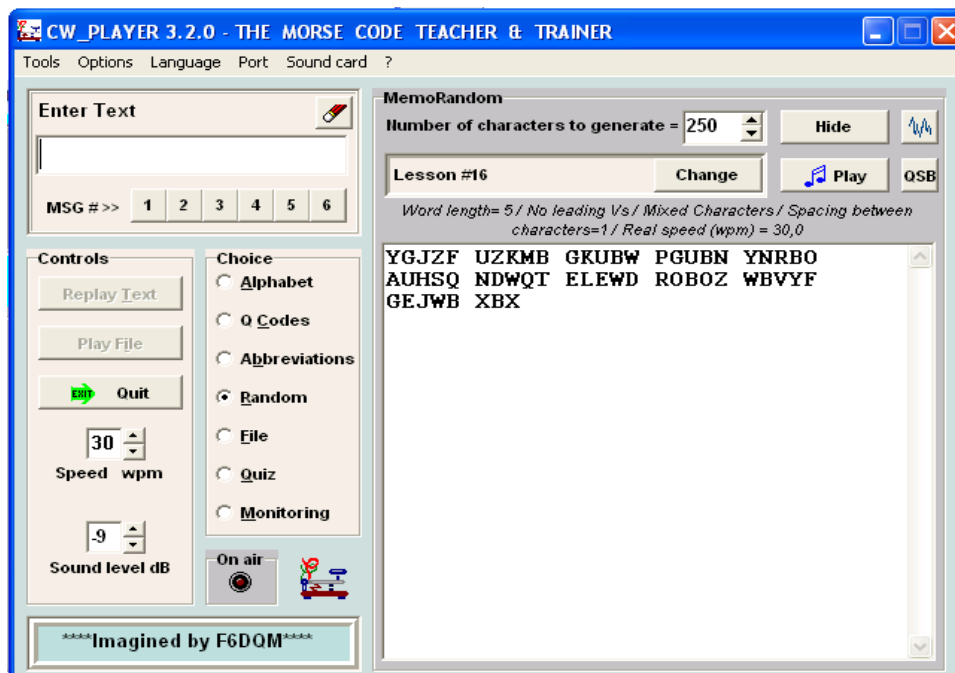 CW_PLAYER 3.2.0 - THE MORSE CODE TEACHER & TRAINER
Tools Options Language Port Sound card ?
Enter Text
MSG # >> 1 2 3 4 5 6
Controls
Replay Text
Play File
EXIT Quit
30
Speed wpm
-9
Sound level dB
Choice
Alphabet
Q Codes
Abbreviations
Random
File
Quiz
Monitoring
On air
****Imagined by F6DQM****
MemoRandom
Number of characters to generate = 250 Hide
Lesson #16 Change Play QSB
Word length= 5 / No leading Vs / Mixed Characters / Spacing between
characters=1 / Real speed (wpm) = 30,0
YGJZF UZKMB GKUBW PGUBN YNRBO
AUHSQ NDWQT ELEWD ROBOZ WBVYF
GEJWB XBX